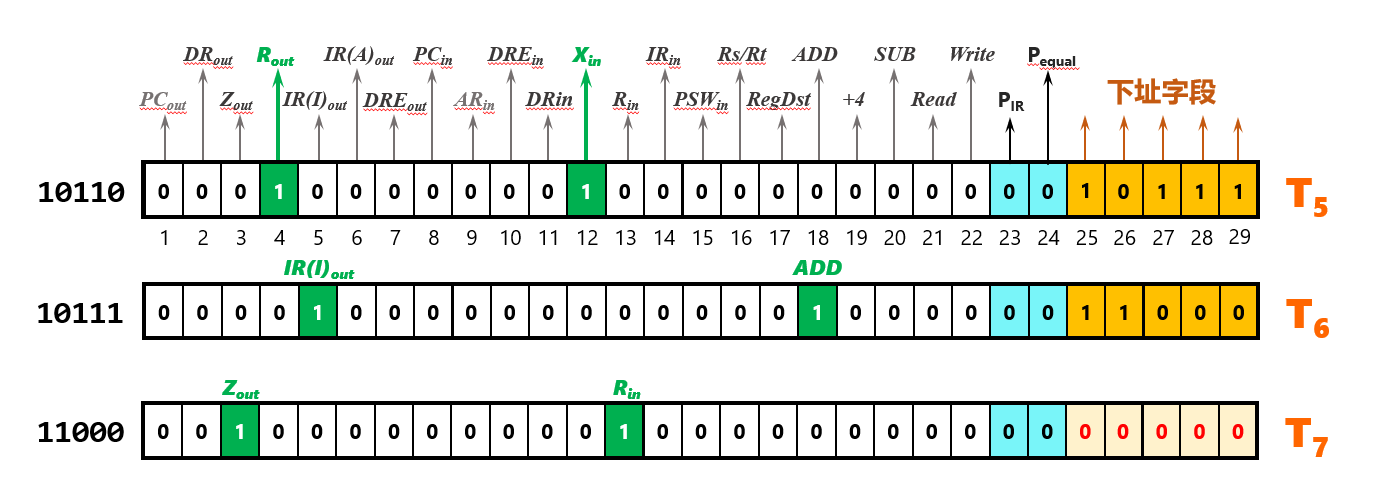 DRout Rout IR(A)out PCin DREin Xin IRin Rs/Rt ADD SUB Write Pequal
PCout Zout IR(I)out DREout ARin DRin Rin PSWin RegDst +4 Read PIR 下址字段
10110 0 0 0 1 0 0 0 0 0 0 0 1 0 0 0 0 0 0 0 0 0 0 0 0 1 0 1 1 1 T5
1 2 3 4 5 6 7 8 9 10 11 12 13 14 15 16 17 18 19 20 21 22 23 24 25 26 27 28 29
IR(I)out ADD
10111 0 0 0 0 1 0 0 0 0 0 0 0 0 0 0 0 0 1 0 0 0 0 0 0 1 1 0 0 0 T6
Zout Rin
11000 0 0 1 0 0 0 0 0 0 0 0 0 1 0 0 0 0 0 0 0 0 0 0 0 0 0 0 0 0 T7